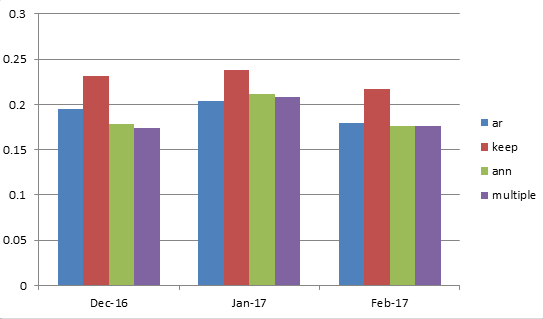 0.3
0.25
0.2
0.15
0.1
0.05
0
Dec-16
Jan-17
Feb-17
ar
keep
ann
multiple